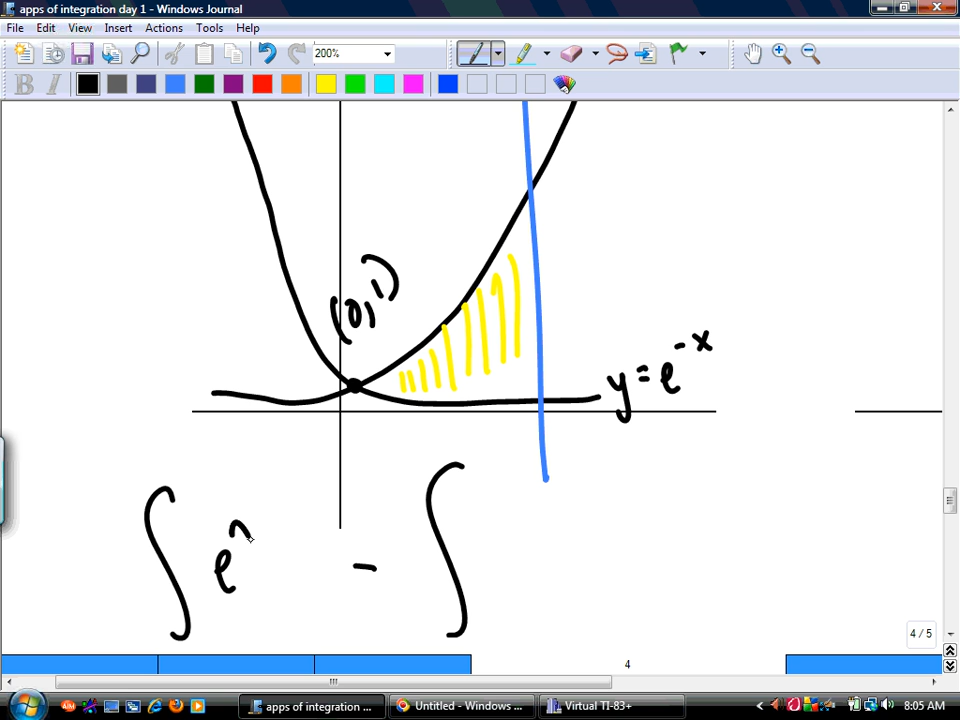 apps of integration day 1 - Windows Journal
File Edit View Insert Actions Tools Help
200%
B I
(0,1)
y=e^-x
∫ e - ∫
4 / 5
4
apps of integration ...
Untitled - Windows ...
Virtual TI-83+
8:05 AM